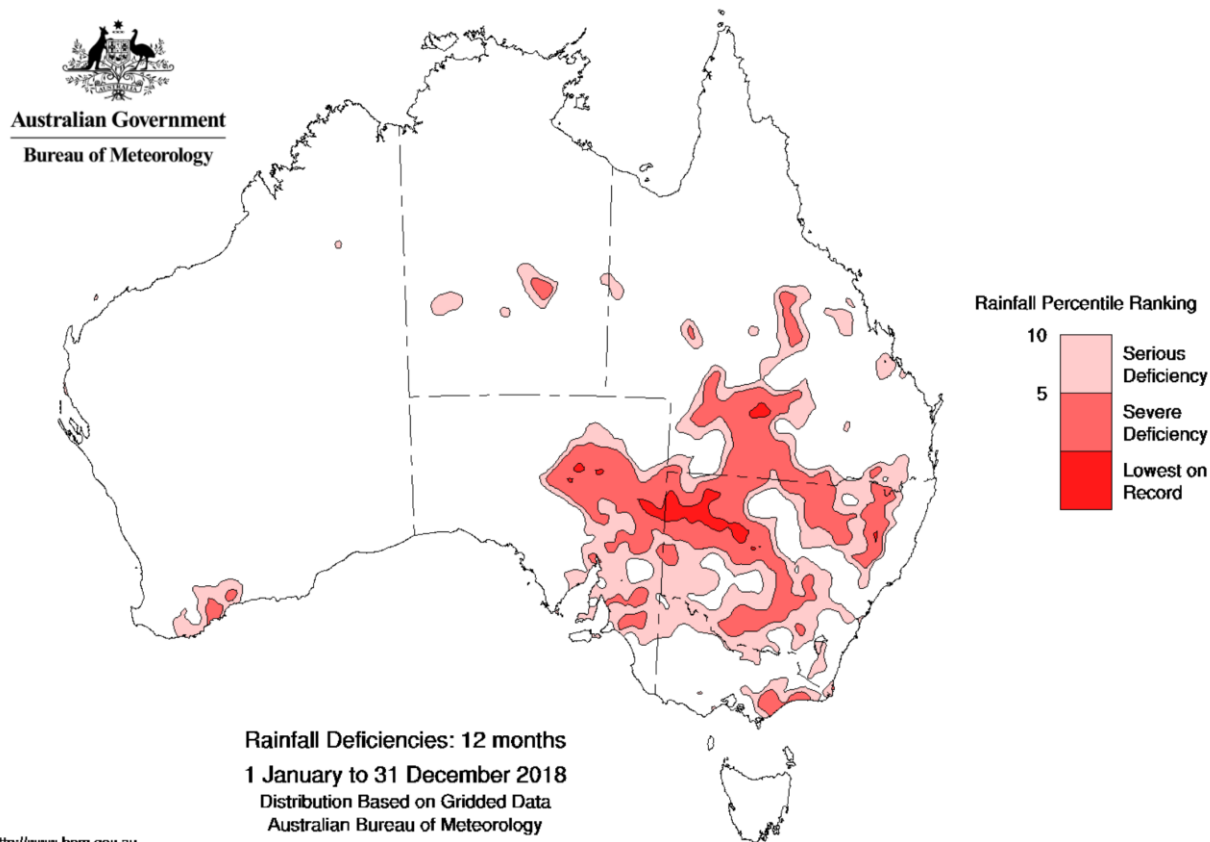 Australian Government
Bureau of Meteorology
Rainfall Percentile Ranking
10
Serious
Deficiency
5
Severe
Deficiency
Lowest on
Record
Rainfall Deficiencies: 12 months
1 January to 31 December 2018
Distribution Based on Gridded Data
Australian Bureau of Meteorology